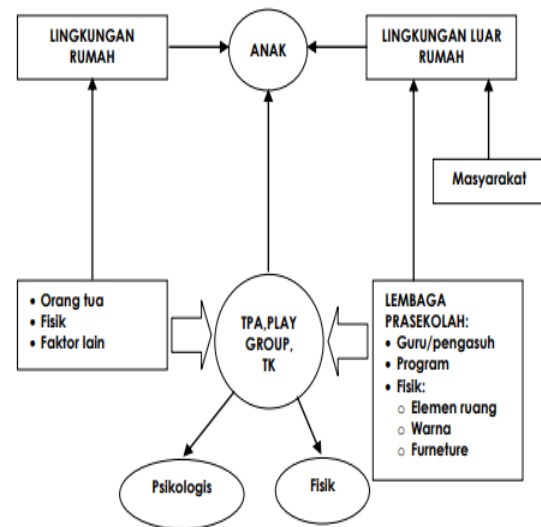 LINGKUNGAN
RUMAH
ANAK
LINGKUNGAN LUAR
RUMAH
Masyarakat
• Orang tua
• Fisik
• Faktor lain
TPA,PLAY
GROUP,
TK
LEMBAGA
PRASEKOLAH:
• Guru/pengasuh
• Program
• Fisik:
o Elemen ruang
o Warna
o Furneture
Psikologis
Fisik